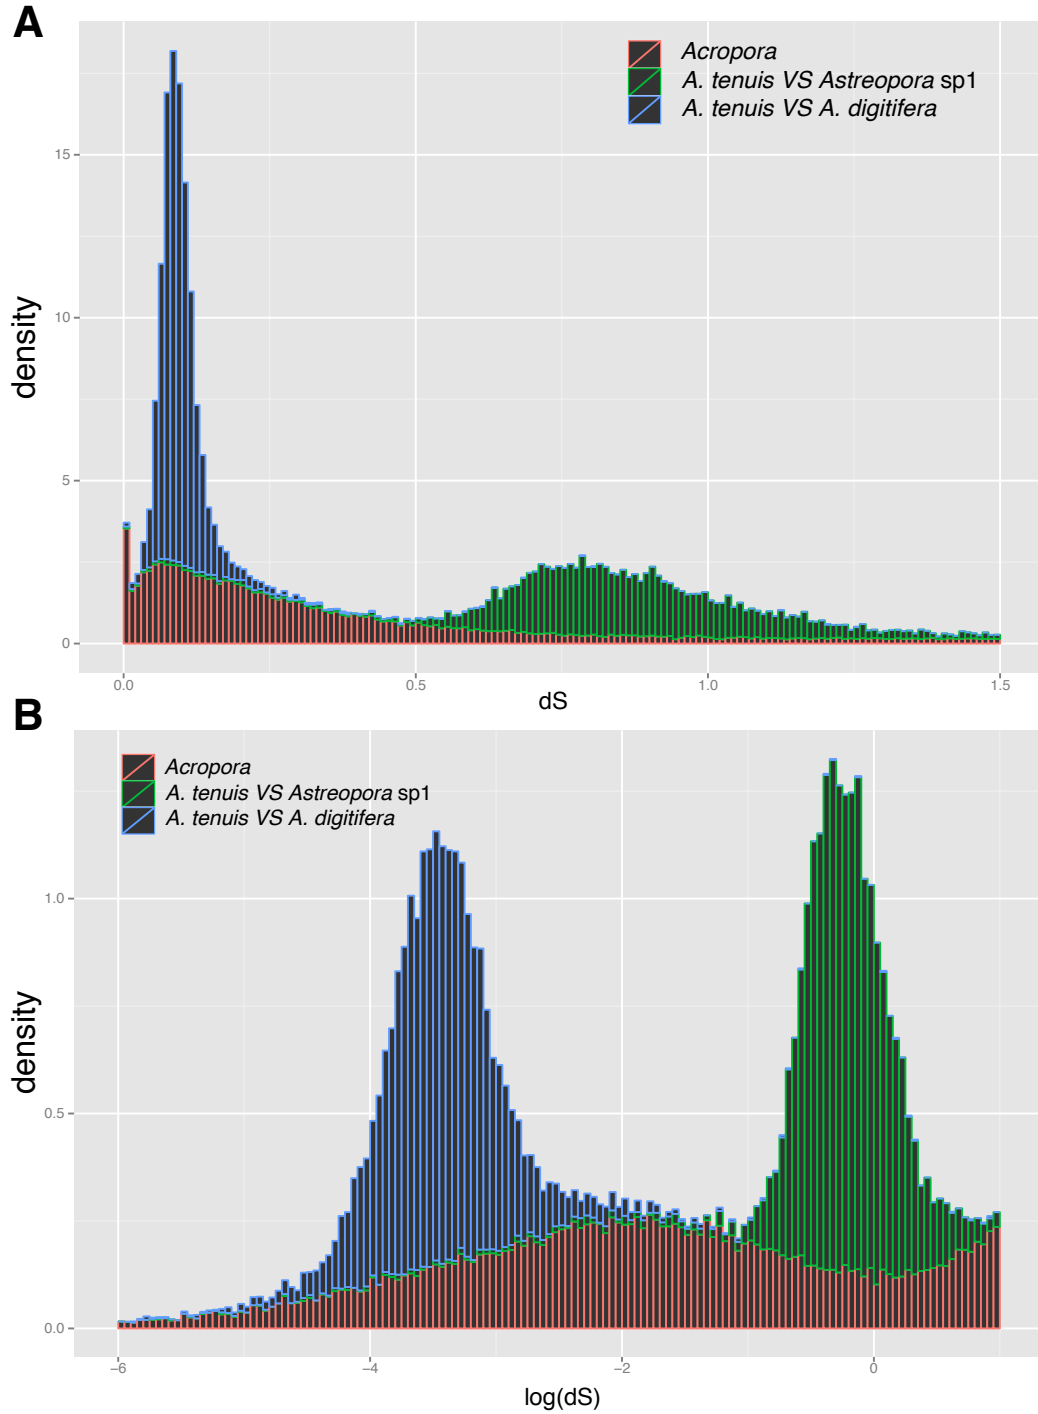 A
Acropora
A. tenuis VS Astreopora sp1
A. tenuis VS A. digitifera
15
10
5
0
density
0.0 0.5 1.0 1.5
dS
B
Acropora
A. tenuis VS Astreopora sp1
A. tenuis VS A. digitifera
1.0
0.5
0.0
density
−6 −4 −2 0
log(dS)